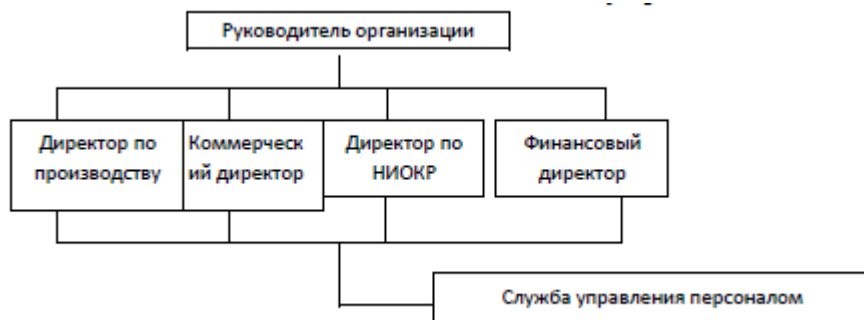 Руководитель организации
Директор по
производству
Коммерческ
ий директор
Директор по
НИОКР
Финансовый
директор
Служба управления персоналом